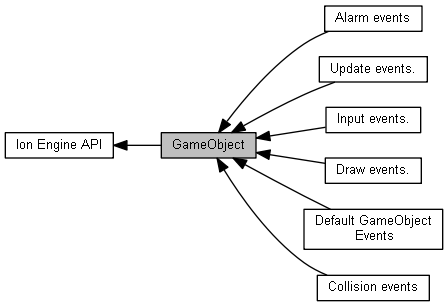 Alarm events
Update events.
Input events.
Ion Engine API
GameObject
Draw events.
Default GameObject
Events
Collision events